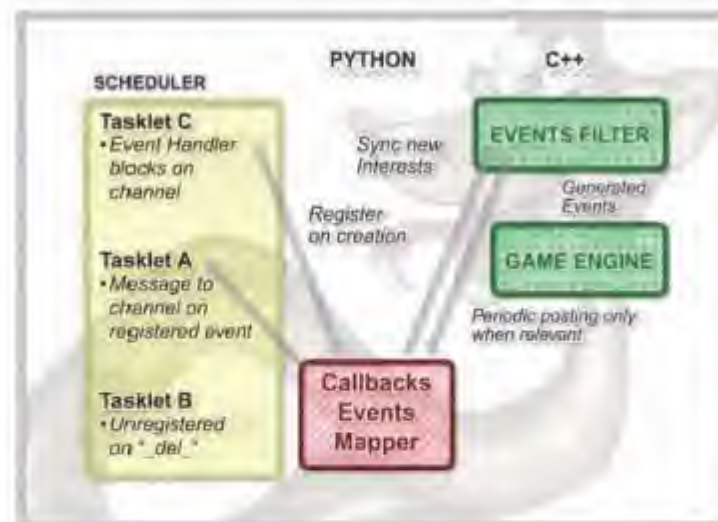 PYTHON
C++
SCHEDULER
Tasklet C
•Event Handler
blocks on
channel
Tasklet A
•Message to
channel on
registered event
Tasklet B
•Unregistered
on "_del_"
Sync new
Interests
Register
on creation
EVENTS FILTER
Generated
Events
GAME ENGINE
Periodic posting only
when relevant
Callbacks
Events
Mapper